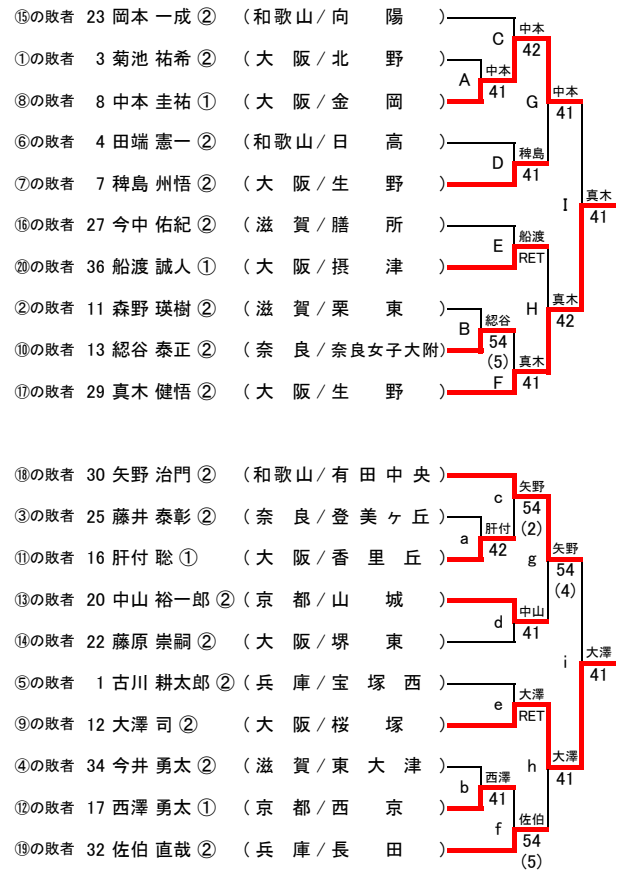 ⑮の敗者 23 岡本 一成 ② (和歌山/向 陽 )
①の敗者 3 菊池 祐希 ② (大 阪/北 野 )
⑧の敗者 8 中本 圭祐 ① (大 阪/金 岡 )
⑥の敗者 4 田端 憲一 ② (和歌山/日 高 )
⑦の敗者 7 稗島 州悟 ② (大 阪/生 野 )
⑯の敗者 27 今中 佑紀 ② (滋 賀/膳 所 )
⑳の敗者 36 船渡 誠人 ① (大 阪/摂 津 )
②の敗者 11 森野 瑛樹 ② (滋 賀/栗 東 )
⑩の敗者 13 綛谷 泰正 ② (奈 良/奈良女子大附)
⑰の敗者 29 真木 健悟 ② (大 阪/生 野 )
C 中本 42
A 中本 41
G 中本 41
D 稗島 41
I 真木 41
E 船渡 RET
H 真木 42
B 綛谷 54 (5)
F 真木 41
⑱の敗者 30 矢野 治門 ② (和歌山/有田中央)
③の敗者 25 藤井 泰彰 ② (奈 良/登美ヶ丘)
⑪の敗者 16 肝付 聡 ① (大 阪/香 里 丘)
⑬の敗者 20 中山 裕一郎 ② (京 都/山 城 )
⑭の敗者 22 藤原 崇嗣 ② (大 阪/堺 東 )
⑤の敗者 1 古川 耕太郎 ② (兵 庫/宝 塚 西)
⑨の敗者 12 大澤 司 ② (大 阪/桜 塚 )
④の敗者 34 今井 勇太 ② (滋 賀/東 大 津)
⑫の敗者 17 西澤 勇太 ① (京 都/西 京 )
⑲の敗者 32 佐伯 直哉 ② (兵 庫/長 田 )
c 矢野 54 (2)
a 肝付 42
g 矢野 54 (4)
d 中山 41
i 大澤 41
e 大澤 RET
h 大澤 41
b 西澤 41
f 佐伯 54 (5)